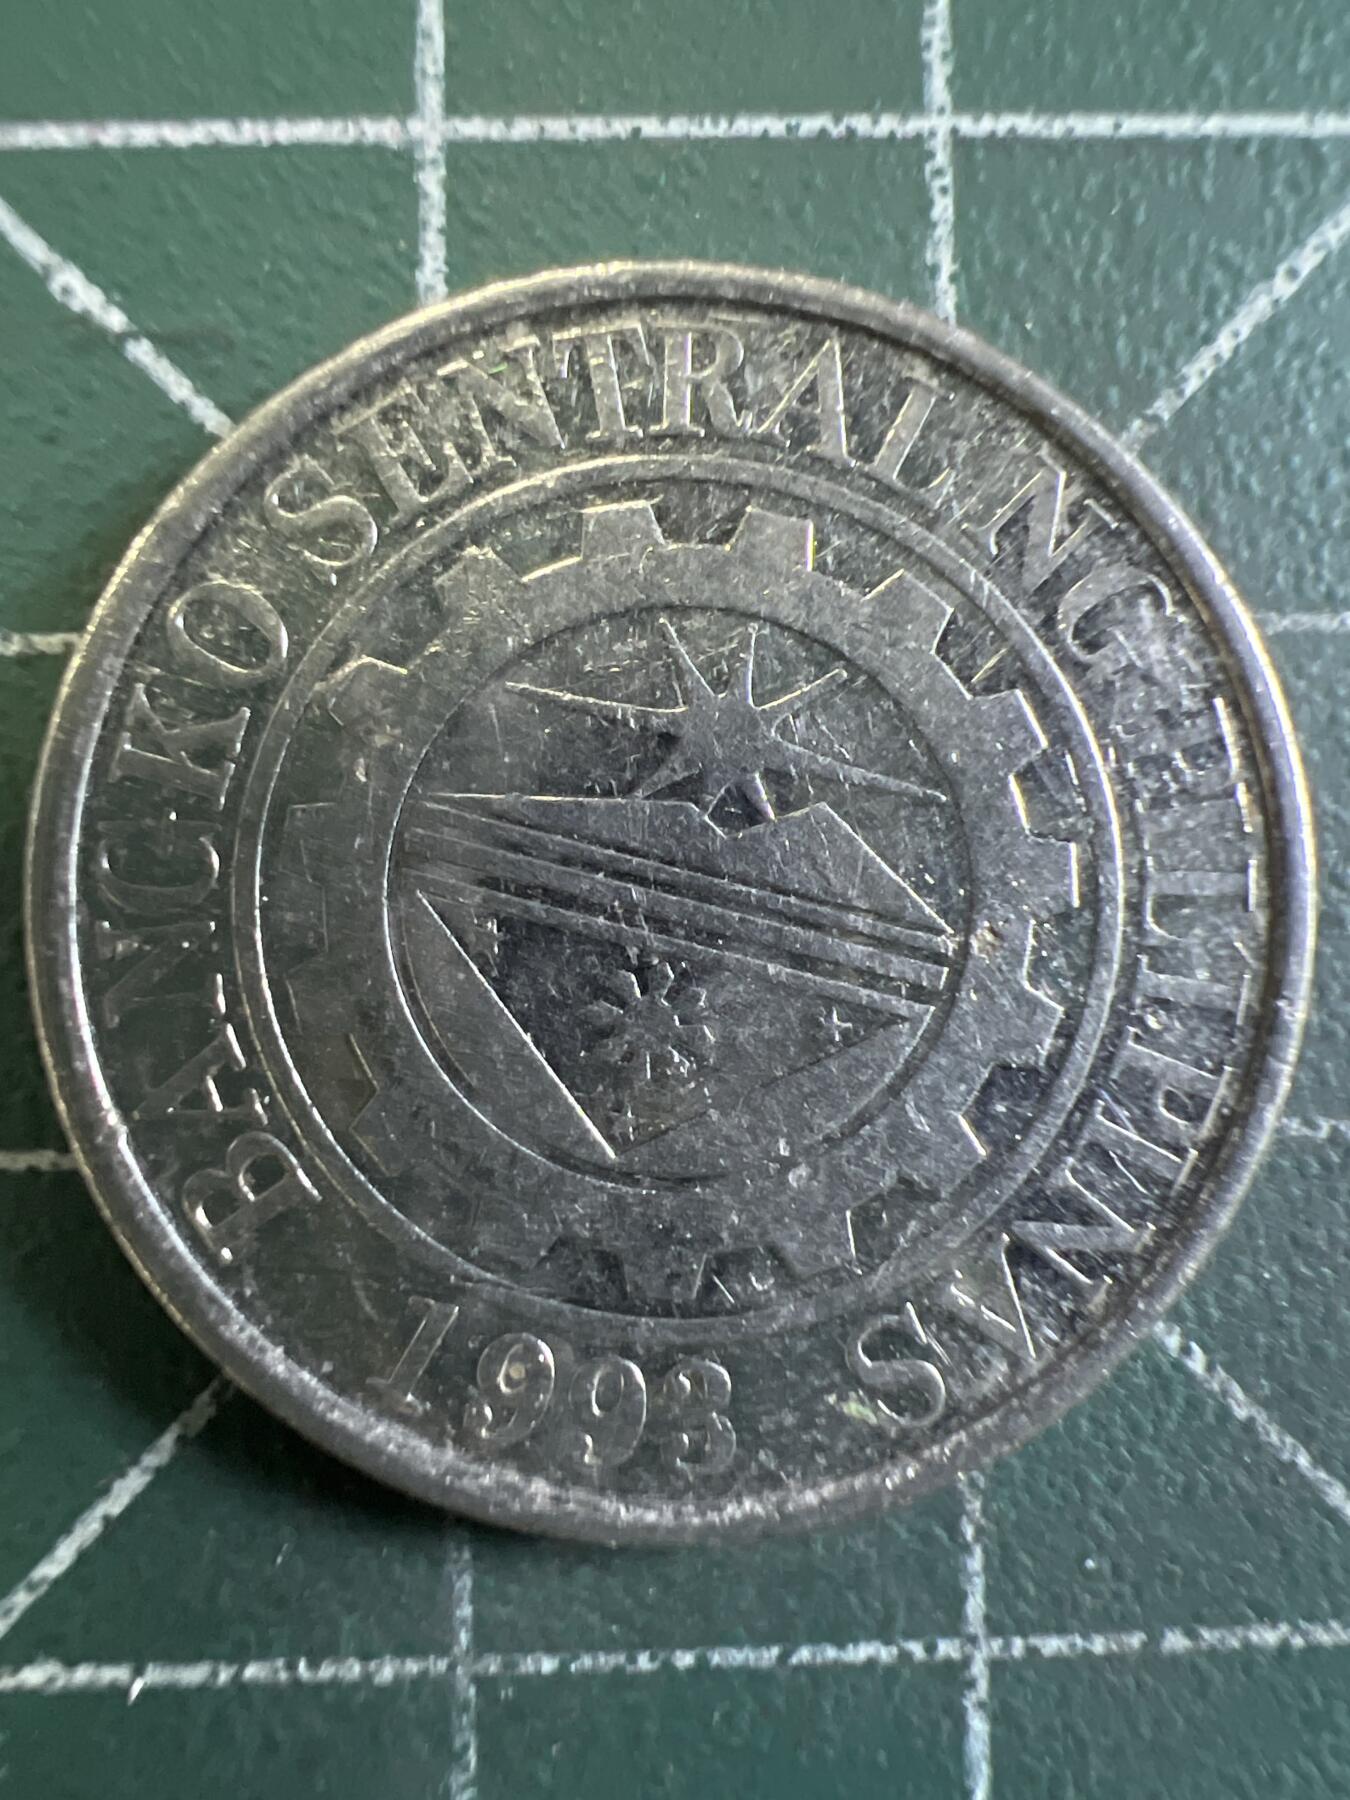 BANGKO SENTRAL NG PILIPINAS
1993